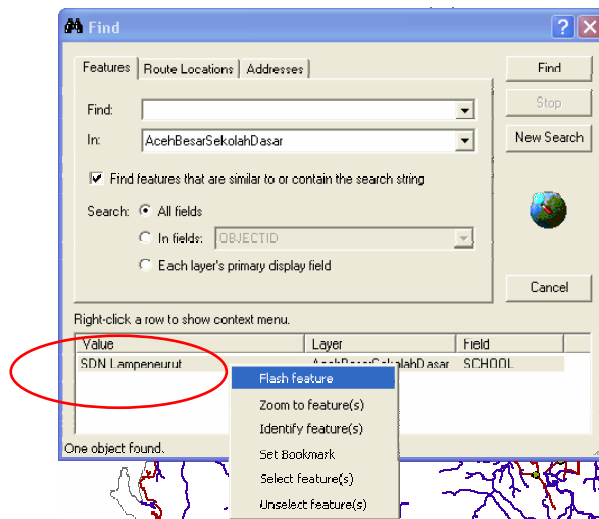 Find
Features Route Locations Addresses
Find
Find:
Stop
In: AcehBesarSekolahDasar
New Search
Find features that are similar to or contain the search string
Search: All fields
In fields: OBJECTID
Each layer's primary display field
Cancel
Right-click a row to show context menu.
Value Layer Field
SDN Lampeneurut AcehBesarSekolahDasar SCHOOL
Flash feature
Zoom to feature(s)
Identify feature(s)
Set Bookmark
One object found.
Select feature(s)
Unselect feature(s)